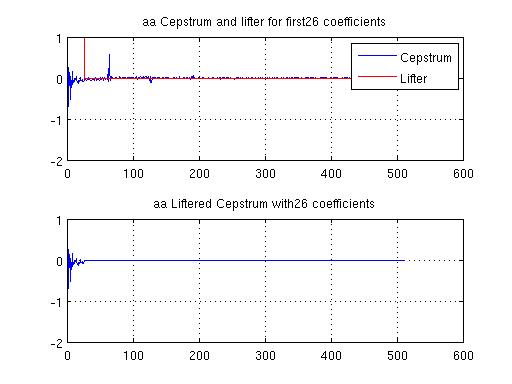 aa Cepstrum and lifter for first26 coefficients
1
0
-1
-2
0 100 200 300 400 500 600
Cepstrum
Lifter
aa Liftered Cepstrum with26 coefficients
1
0
-1
-2
0 100 200 300 400 500 600